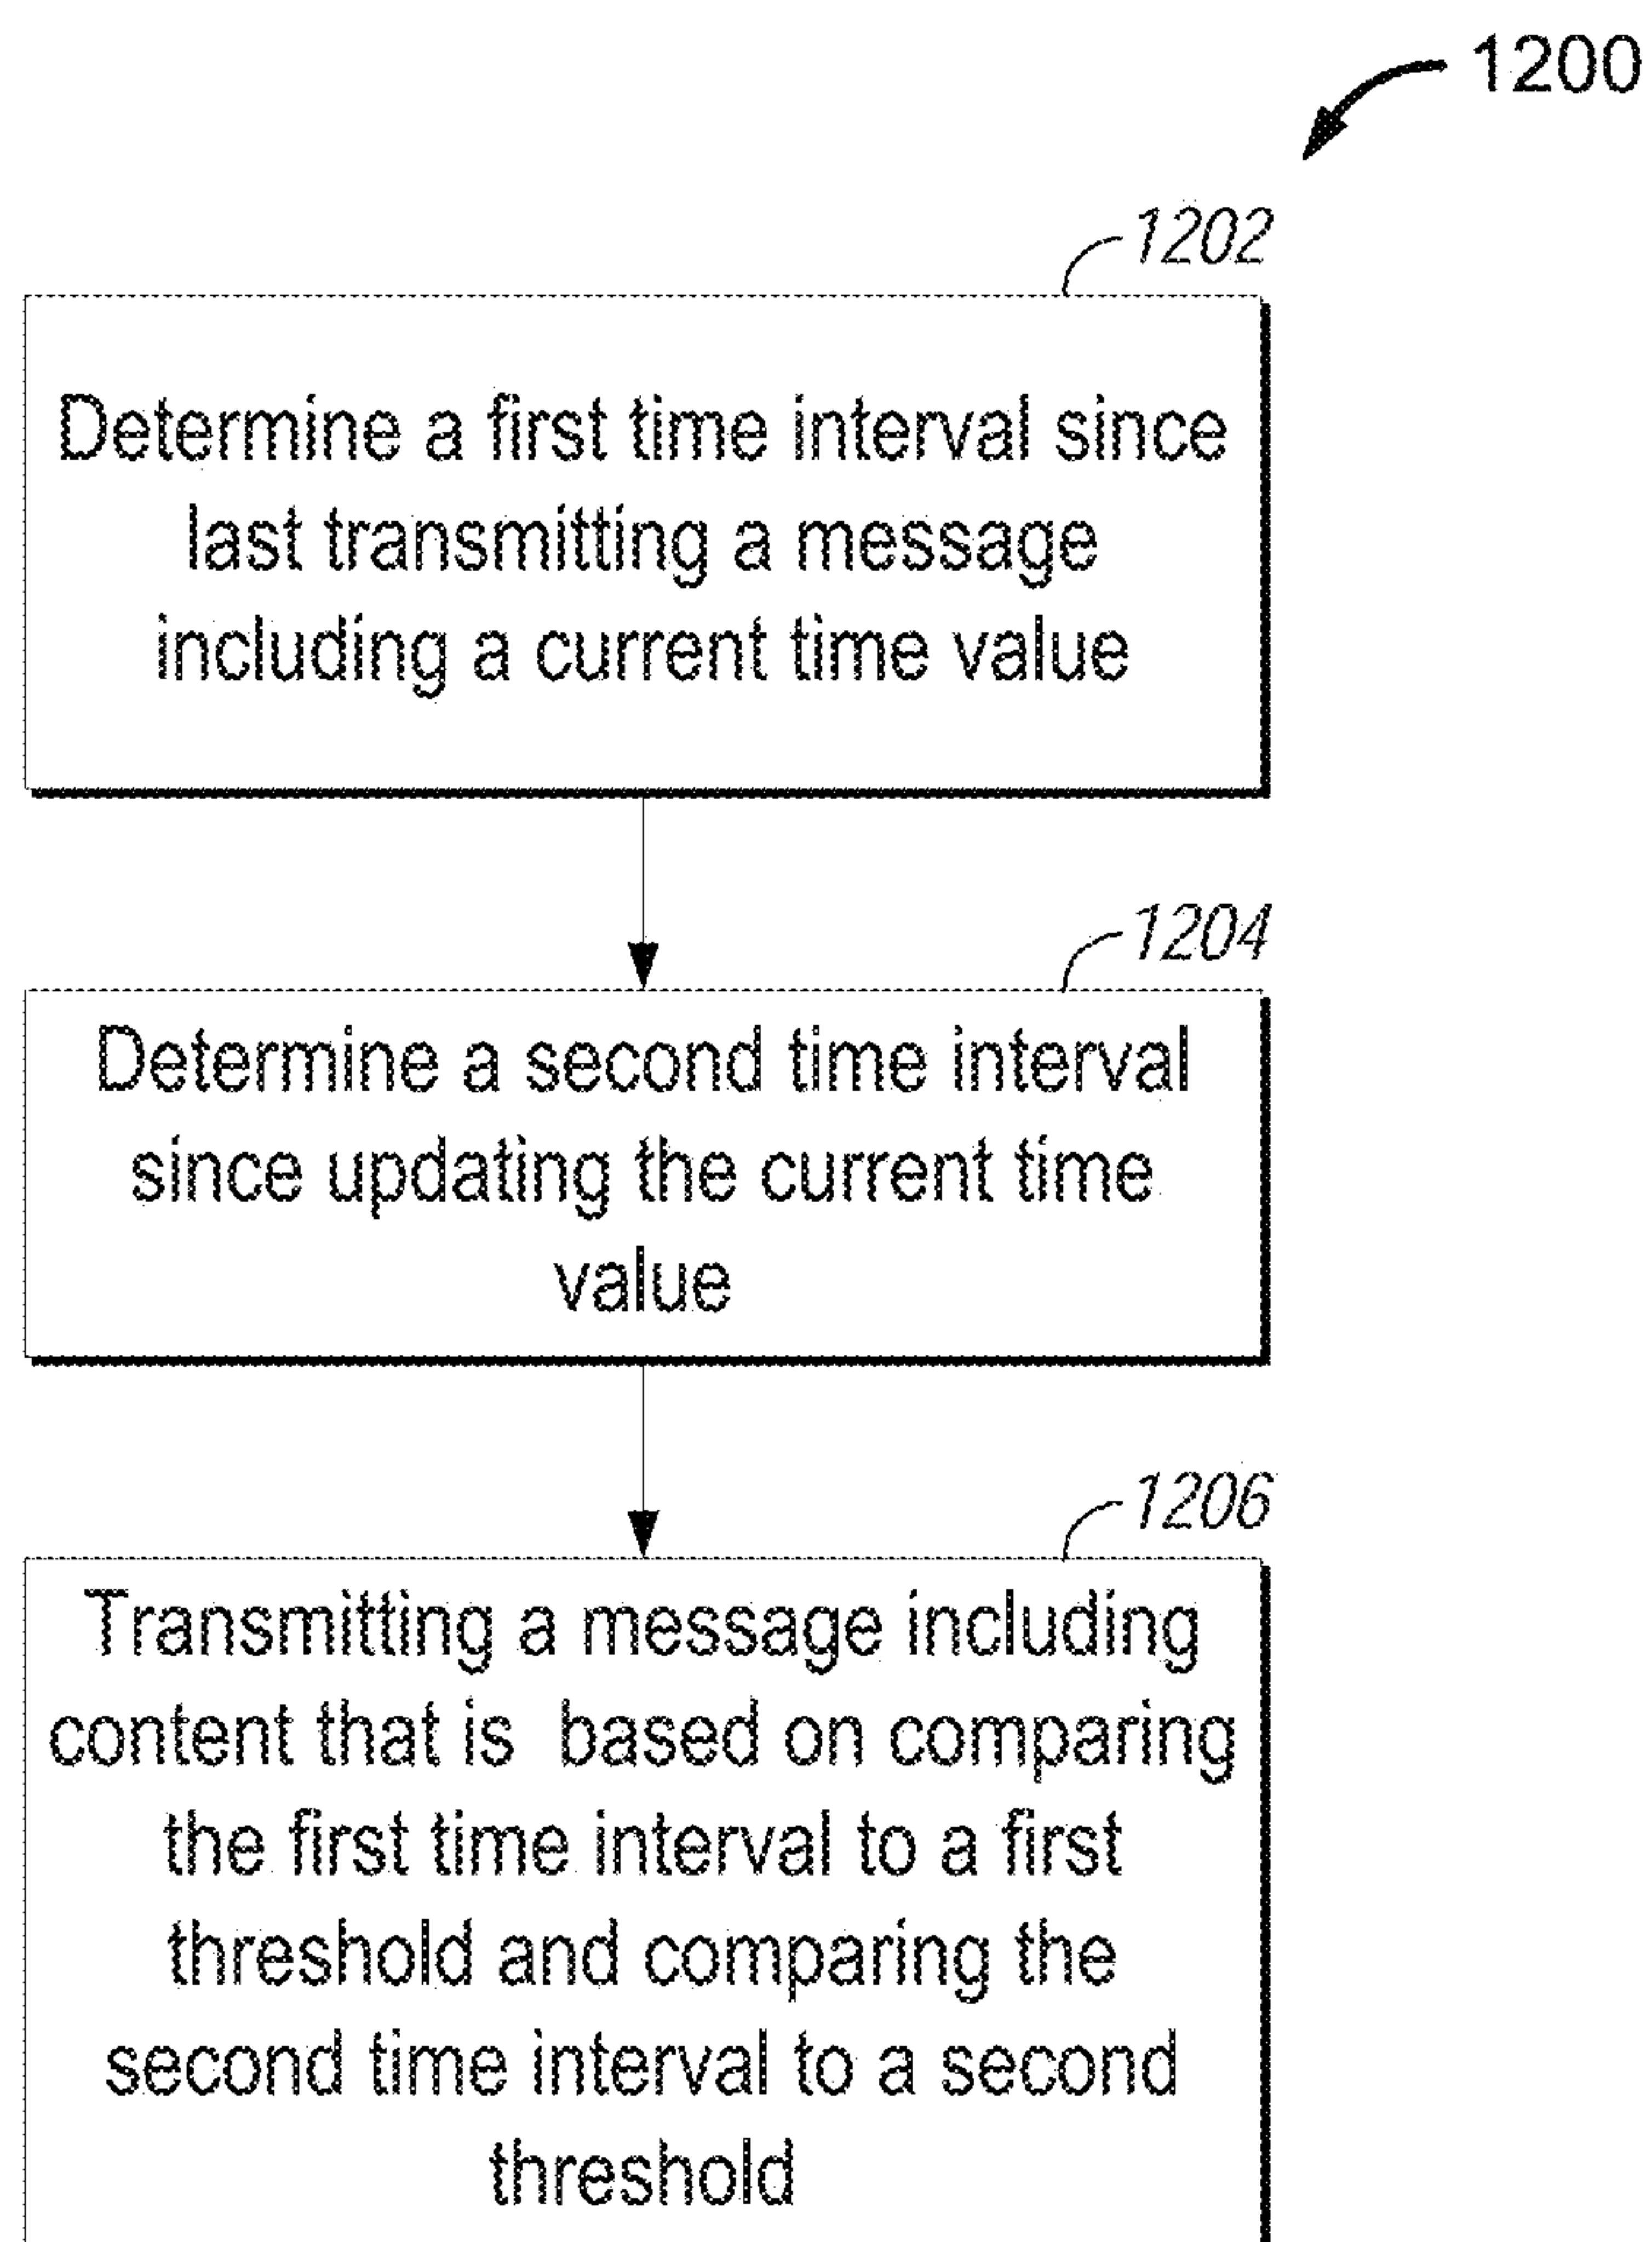 1200
1202
Determine a first time interval since
last transmitting a message
including a current time value
1204
Determine a second time interval
since updating the current time
value
1206
Transmitting a message including
content that is  based on comparing
the first time interval to a first
threshold and comparing the
second time interval to a second
threshold